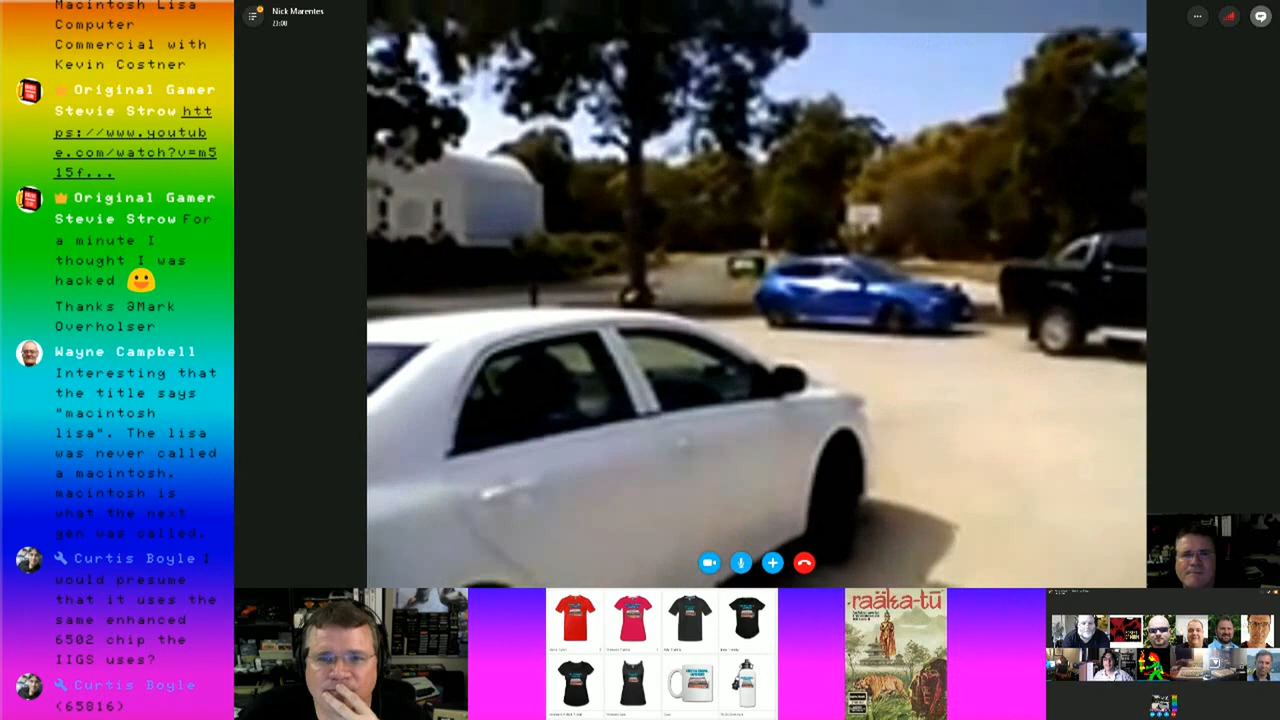 Macintosh Lisa
Computer
Commercial with
Kevin Costner
Original Gamer
Stevie Strow htt
ps://www.youtub
e.com/watch?v=m5
15f...
Original Gamer
Stevie Strow For
a minute I
thought I was
hacked
Thanks @Mark
Overholser
Wayne Campbell
Interesting that
the title says
"macintosh
lisa". The lisa
was never called
a macintosh.
macintosh is
what the next
gen was called.
Curtis Boyle I
would presume
that it uses the
same enhanced
6502 chip the
IIGS uses?
Curtis Boyle
(65816)
Nick Marentes
raäka-tū